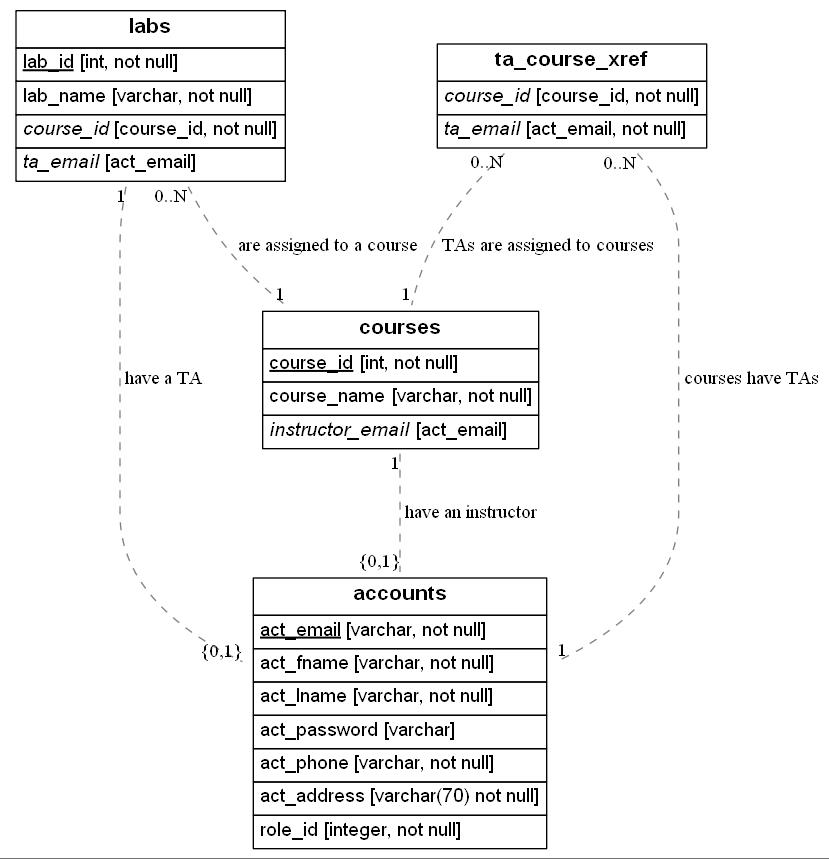 labs
lab_id [int, not null]
lab_name [varchar, not null]
course_id [course_id, not null]
ta_email [act_email]
ta_course_xref
course_id [course_id, not null]
ta_email [act_email, not null]
1
0..N
0..N
0..N
are assigned to a course
TAs are assigned to courses
1
1
courses
course_id [int, not null]
course_name [varchar, not null]
instructor_email [act_email]
have a TA
courses have TAs
1
have an instructor
{0,1}
accounts
act_email [varchar, not null]
act_fname [varchar, not null]
act_lname [varchar, not null]
act_password [varchar]
act_phone [varchar, not null]
act_address [varchar(70) not null]
role_id [integer, not null]
{0,1}
1